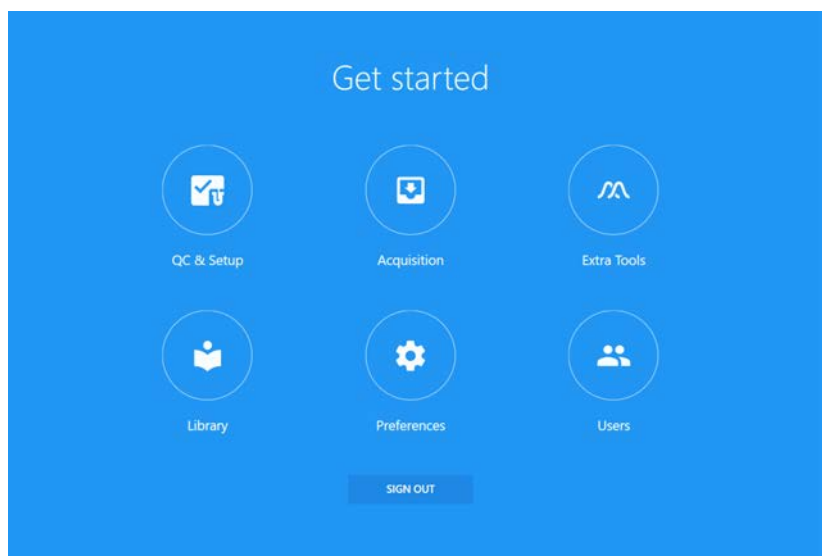 Get started
QC & Setup
Acquisition
Extra Tools
Library
Preferences
Users
SIGN OUT